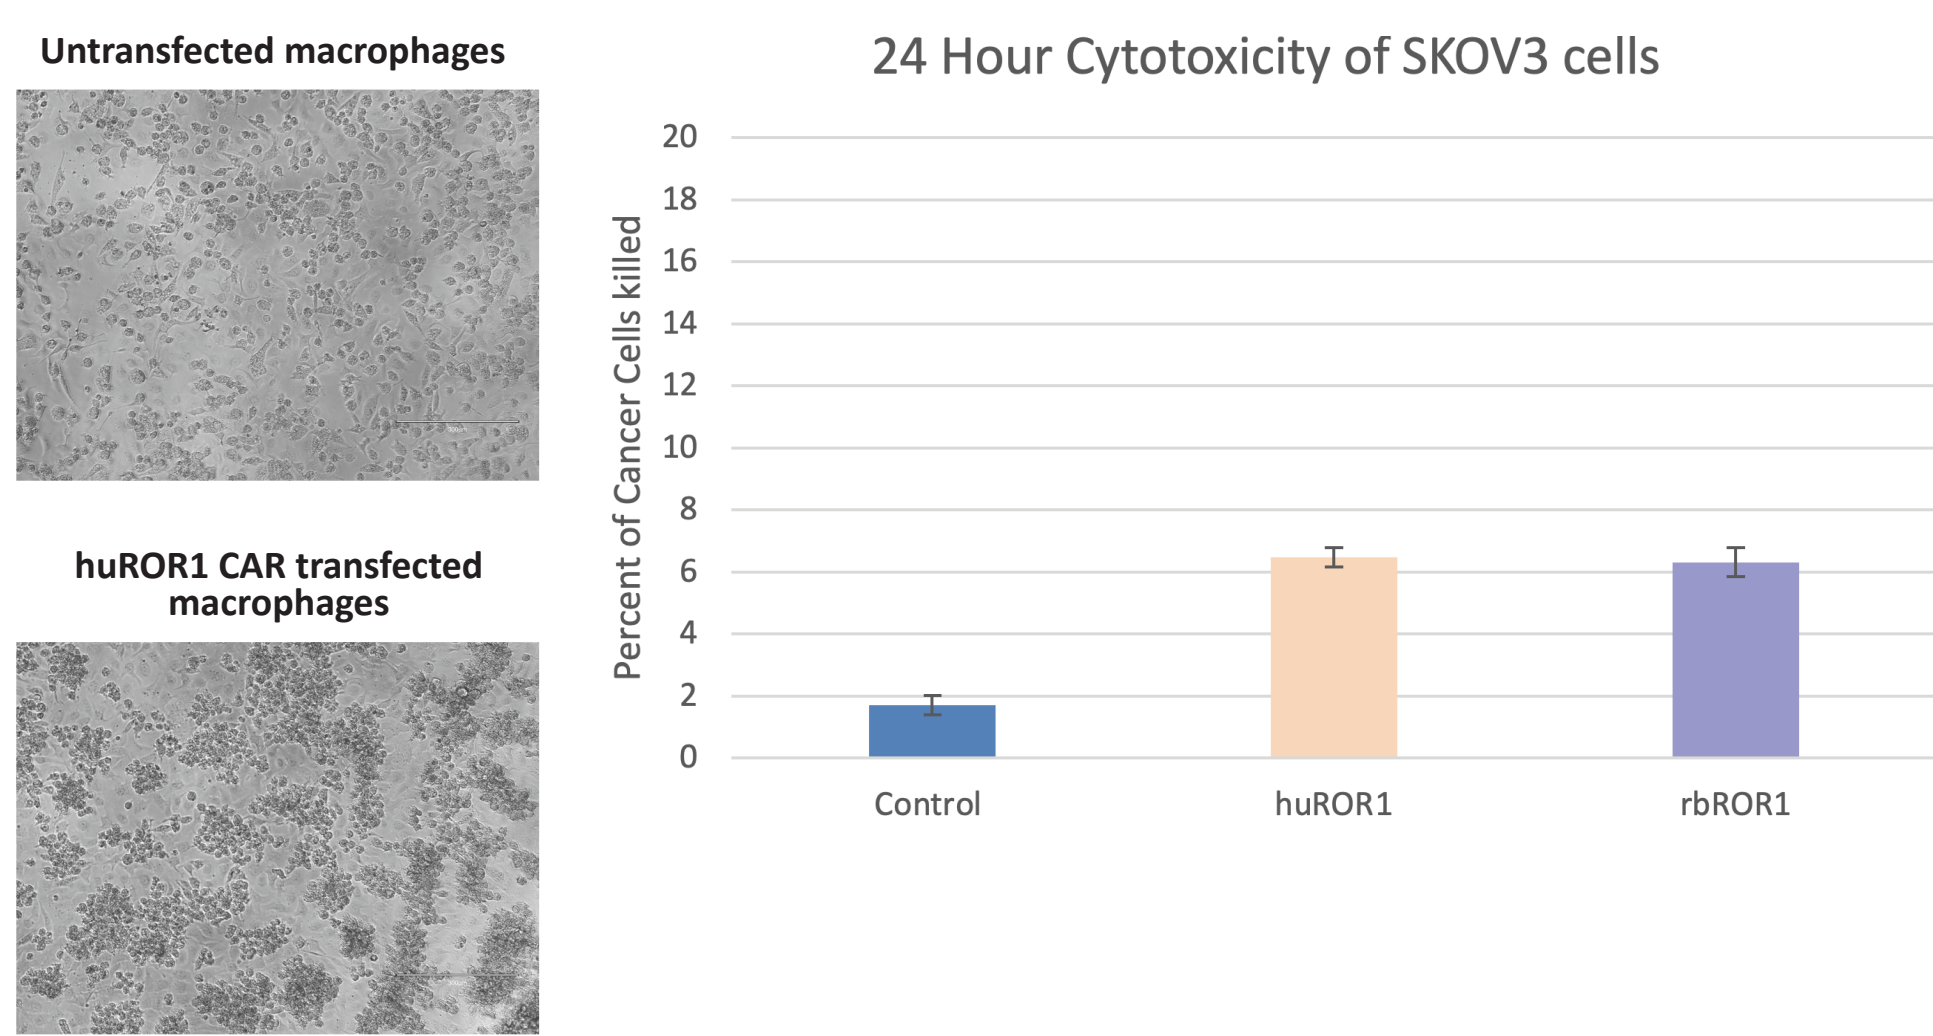 Untransfected macrophages
huROR1 CAR transfected
macrophages
24 Hour Cytotoxicity of SKOV3 cells
Percent of Cancer Cells killed
20
18
16
14
12
10
8
6
4
2
0
Control
huROR1
rbROR1